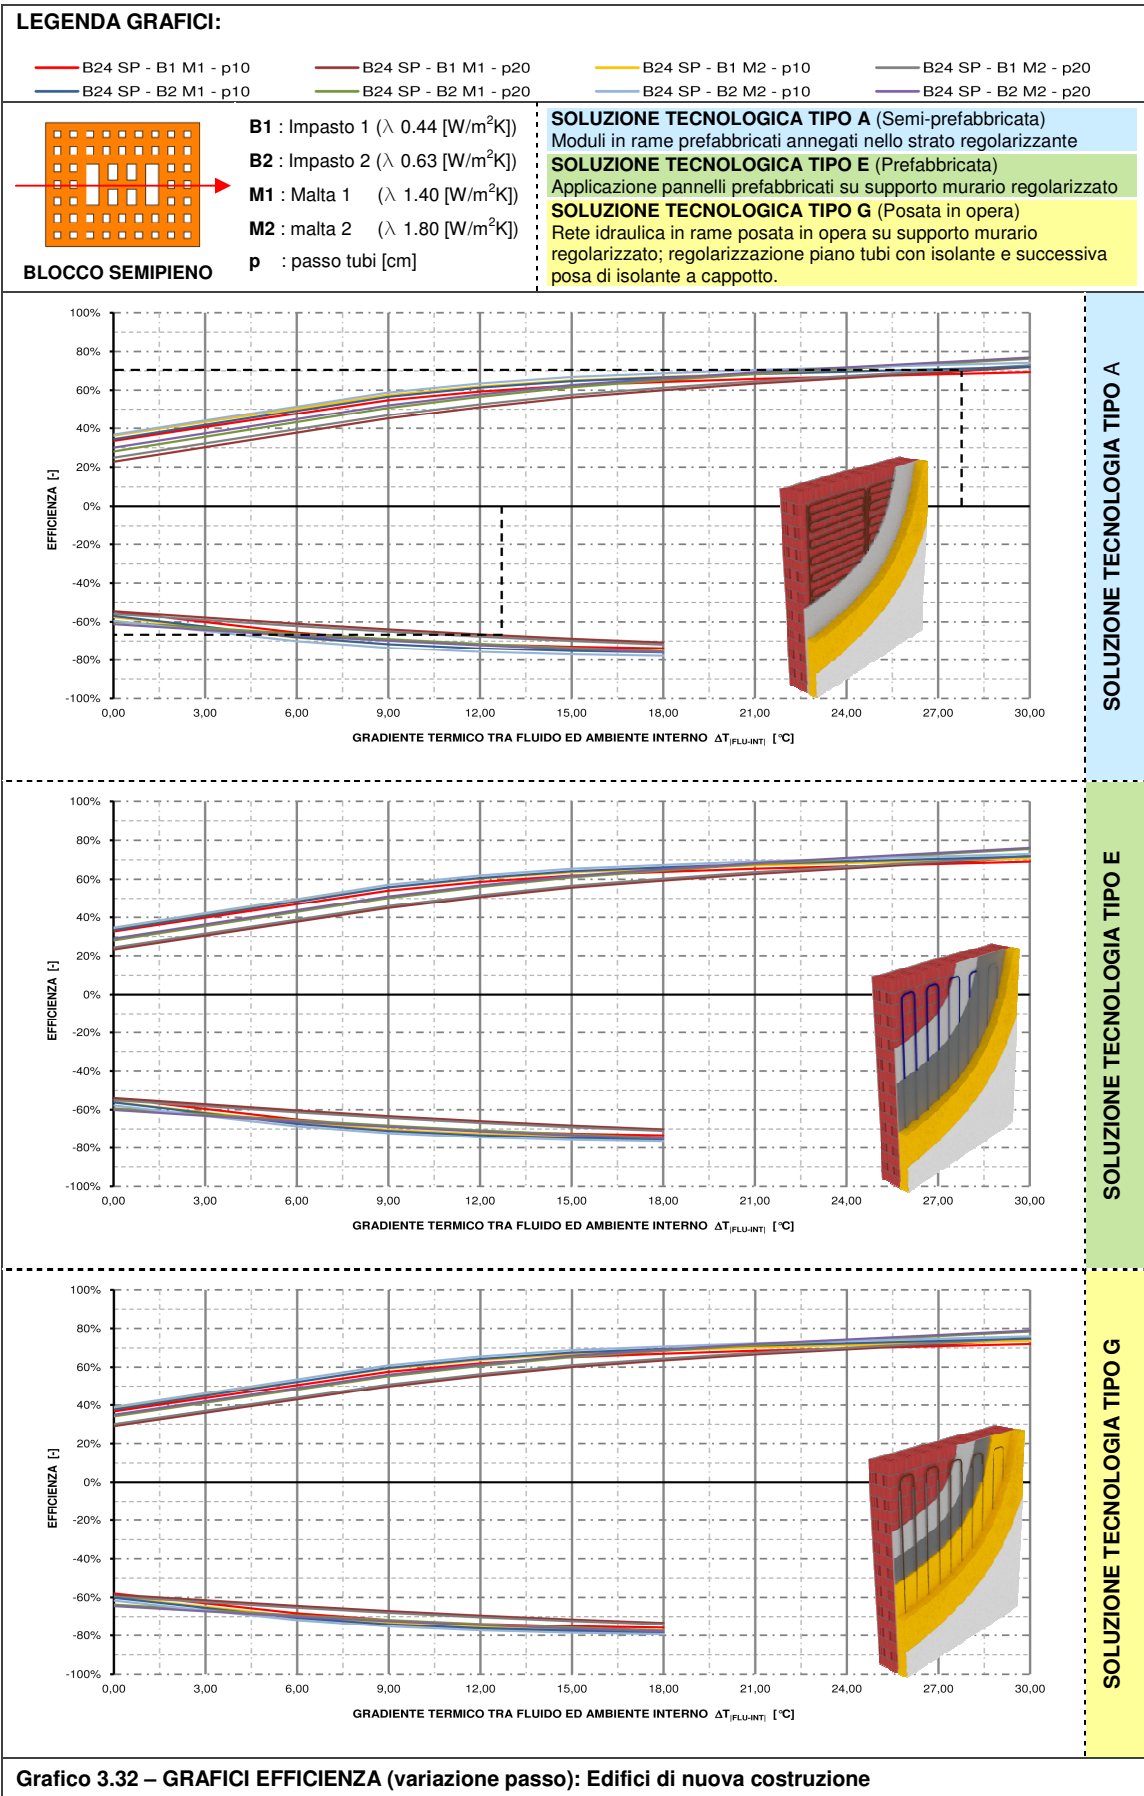 LEGENDA GRAFICI:
B24 SP - B1 M1 - p10
B24 SP - B1 M1 - p20
B24 SP - B1 M2 - p10
B24 SP - B1 M2 - p20
B24 SP - B2 M1 - p10
B24 SP - B2 M1 - p20
B24 SP - B2 M2 - p10
B24 SP - B2 M2 - p20
BLOCCO SEMIPIENO
B1 : Impasto 1 (λ 0.44 [W/m²K])
B2 : Impasto 2 (λ 0.63 [W/m²K])
M1 : Malta 1 (λ 1.40 [W/m²K])
M2 : malta 2 (λ 1.80 [W/m²K])
p : passo tubi [cm]
SOLUZIONE TECNOLOGICA TIPO A (Semi-prefabbricata)
Moduli in rame prefabbricati annegati nello strato regolarizzante
SOLUZIONE TECNOLOGICA TIPO E (Prefabbricata)
Applicazione pannelli prefabbricati su supporto murario regolarizzato
SOLUZIONE TECNOLOGICA TIPO G (Posata in opera)
Rete idraulica in rame posata in opera su supporto murario
regolarizzato; regolarizzazione piano tubi con isolante e successiva
posa di isolante a cappotto.
100%
80%
60%
40%
20%
0%
-20%
-40%
-60%
-80%
-100%
EFFICIENZA [-]
0,00 3,00 6,00 9,00 12,00 15,00 18,00 21,00 24,00 27,00 30,00
GRADIENTE TERMICO TRA FLUIDO ED AMBIENTE INTERNO ΔT|FLU-INT| [°C]
SOLUZIONE TECNOLOGIA TIPO A
100%
80%
60%
40%
20%
0%
-20%
-40%
-60%
-80%
-100%
EFFICIENZA [-]
0,00 3,00 6,00 9,00 12,00 15,00 18,00 21,00 24,00 27,00 30,00
GRADIENTE TERMICO TRA FLUIDO ED AMBIENTE INTERNO ΔT|FLU-INT| [°C]
SOLUZIONE TECNOLOGIA TIPO E
100%
80%
60%
40%
20%
0%
-20%
-40%
-60%
-80%
-100%
EFFICIENZA [-]
0,00 3,00 6,00 9,00 12,00 15,00 18,00 21,00 24,00 27,00 30,00
GRADIENTE TERMICO TRA FLUIDO ED AMBIENTE INTERNO ΔT|FLU-INT| [°C]
SOLUZIONE TECNOLOGIA TIPO G
Grafico 3.32 – GRAFICI EFFICIENZA (variazione passo): Edifici di nuova costruzione